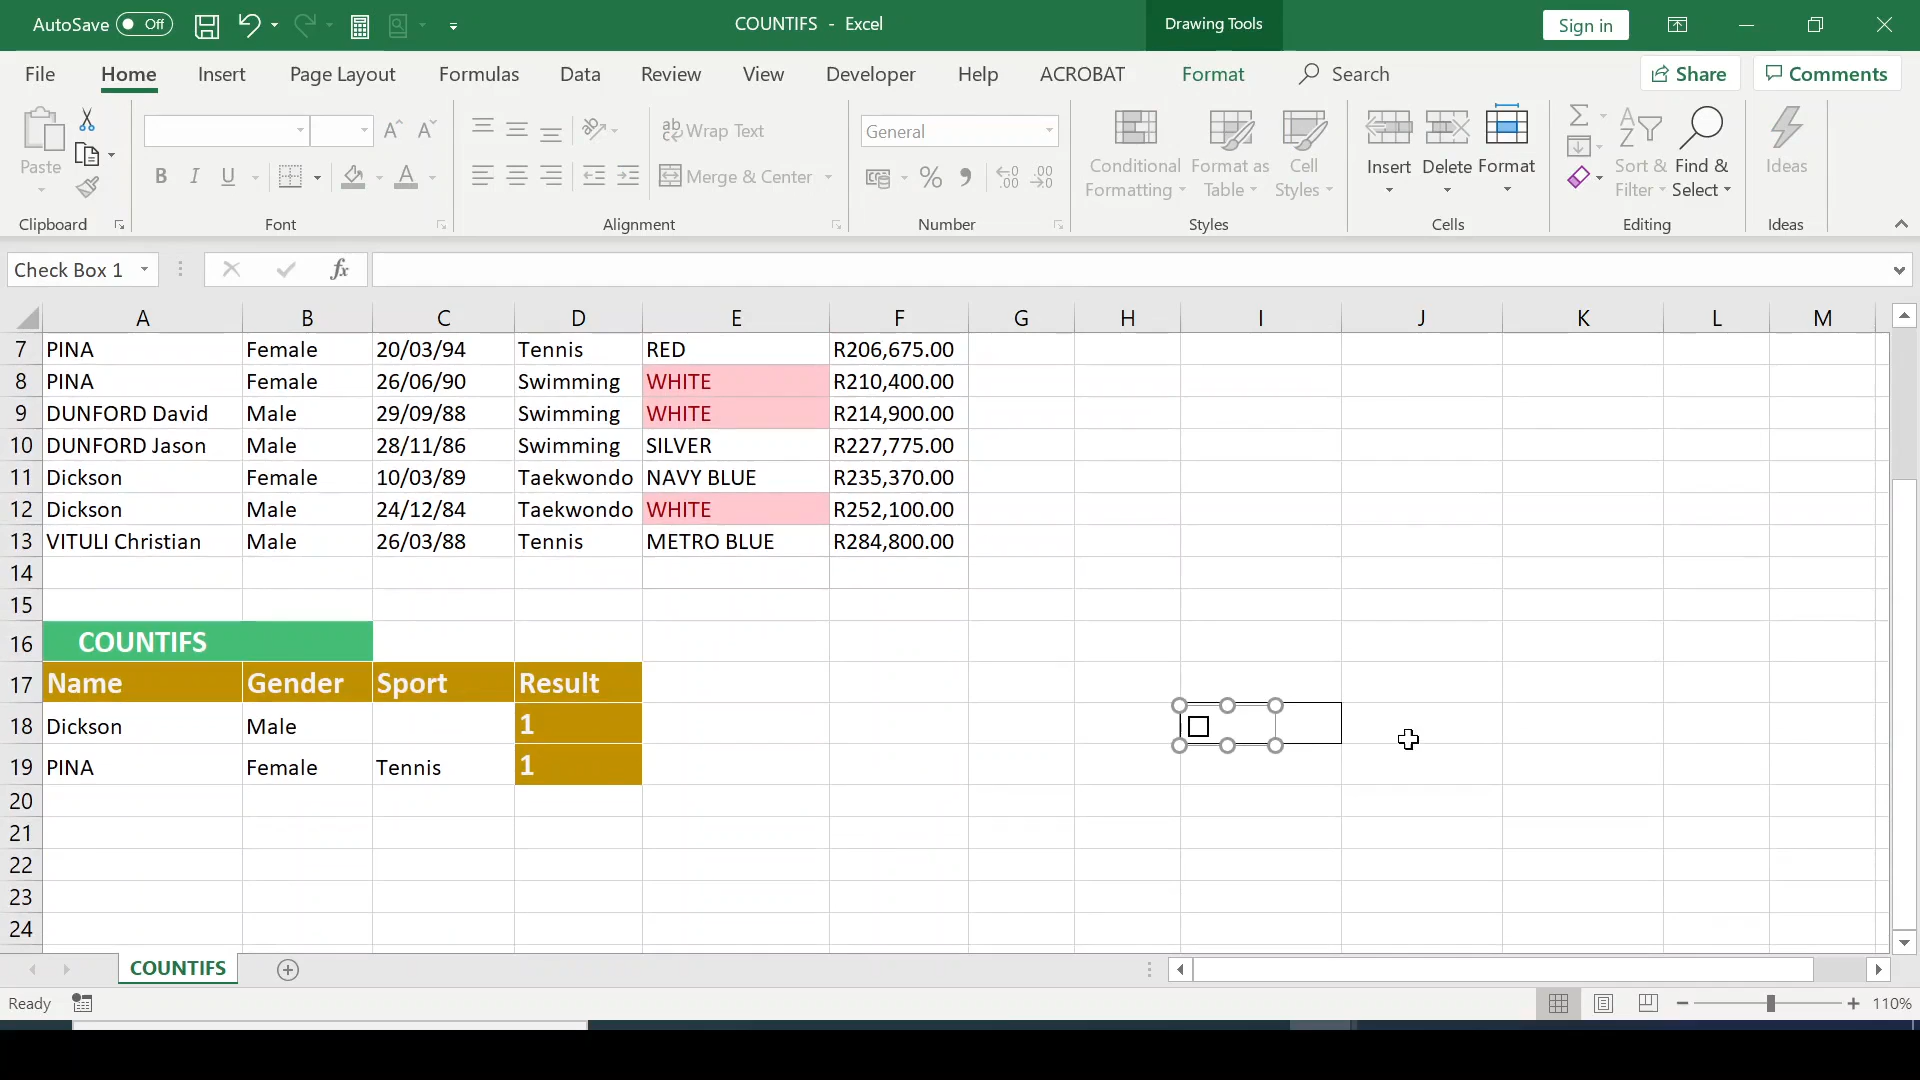 AutoSave Off COUNTIFS - Excel Drawing Tools Sign in
File Home Insert Page Layout Formulas Data Review View Developer Help ACROBAT Format Search Share Comments
Paste
Clipboard
B I U A
Font
Wrap Text
Merge & Center
Alignment
General
% 9
Number
Conditional Formatting
Format as Table
Cell Styles
Styles
Insert
Delete
Format
Cells
Sort & Filter
Find & Select
Editing
Ideas
Ideas
Check Box 1 fx
A B C D E F G H I J K L M
7 PINA Female 20/03/94 Tennis RED R206,675.00
8 PINA Female 26/06/90 Swimming WHITE R210,400.00
9 DUNFORD David Male 29/09/88 Swimming WHITE R214,900.00
10 DUNFORD Jason Male 28/11/86 Swimming SILVER R227,775.00
11 Dickson Female 10/03/89 Taekwondo NAVY BLUE R235,370.00
12 Dickson Male 24/12/84 Taekwondo WHITE R252,100.00
13 VITULI Christian Male 26/03/88 Tennis METRO BLUE R284,800.00
14
15
16 COUNTIFS
17 Name Gender Sport Result
18 Dickson Male 1
19 PINA Female Tennis 1
20
21
22
23
24
COUNTIFS
Ready 110%